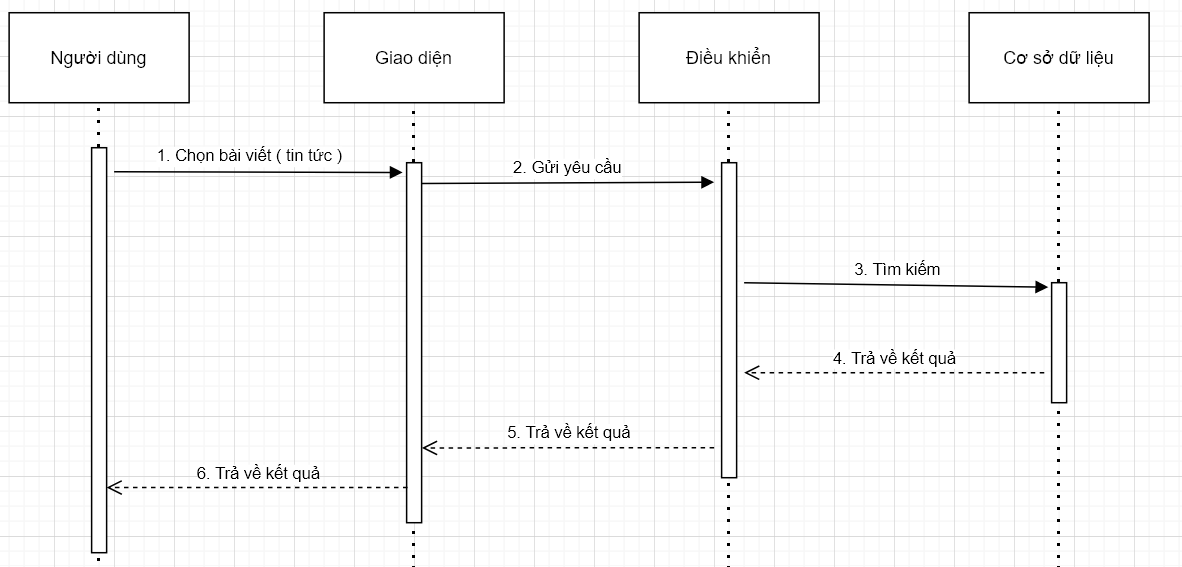 Người dùng
Giao diện
Điều khiển
Cơ sở dữ liệu
1. Chọn bài viết ( tin tức )
2. Gửi yêu cầu
3. Tìm kiếm
4. Trả về kết quả
5. Trả về kết quả
6. Trả về kết quả